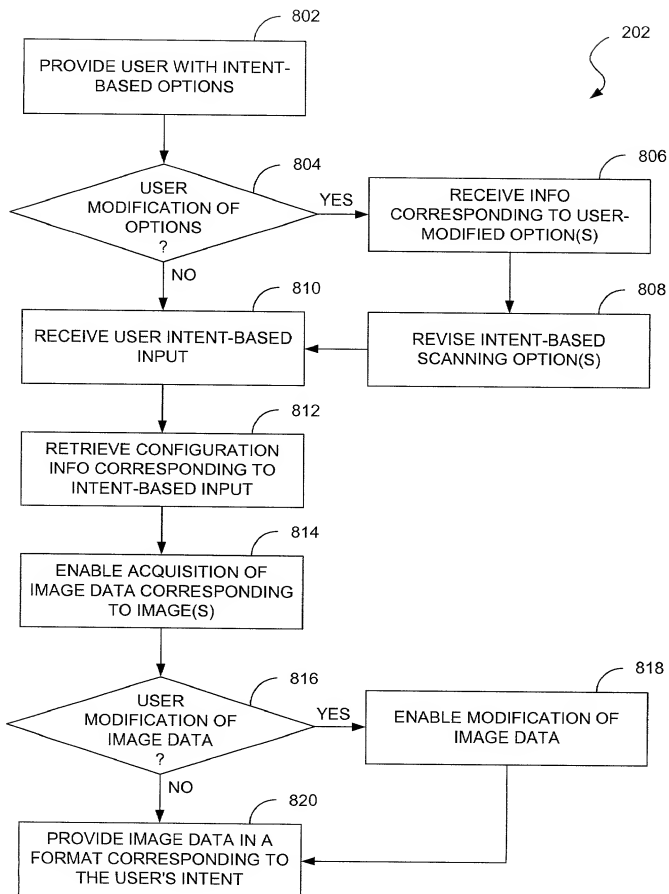 802
202
PROVIDE USER WITH INTENT-
BASED OPTIONS
804
USER
MODIFICATION OF
OPTIONS
?
YES
NO
806
RECEIVE INFO
CORRESPONDING TO USER-
MODIFIED OPTION(S)
808
REVISE INTENT-BASED
SCANNING OPTION(S)
810
RECEIVE USER INTENT-BASED
INPUT
812
RETRIEVE CONFIGURATION
INFO CORRESPONDING TO
INTENT-BASED INPUT
814
ENABLE ACQUISITION OF
IMAGE DATA CORRESPONDING
TO IMAGE(S)
816
USER
MODIFICATION OF
IMAGE DATA
?
YES
NO
818
ENABLE MODIFICATION OF
IMAGE DATA
820
PROVIDE IMAGE DATA IN A
FORMAT CORRESPONDING TO
THE USER'S INTENT